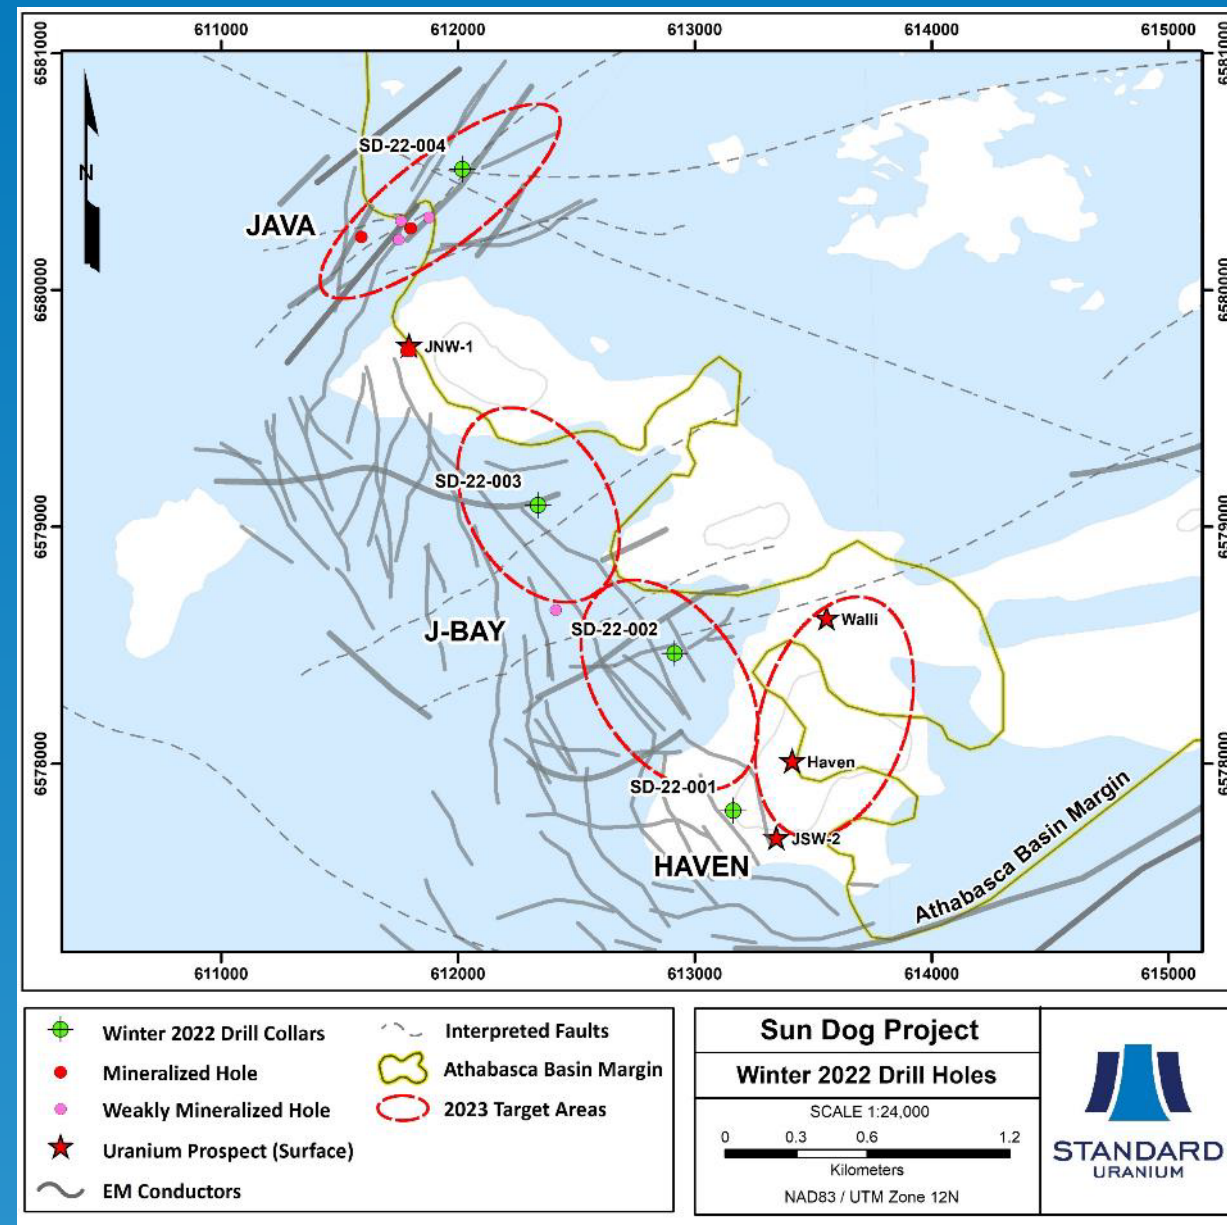 611000
612000
613000
614000
615000
6581000
6581000
SD-22-004
N
JAVA
6580000
6580000
JNW-1
SD-22-003
6579000
6579000
J-BAY
SD-22-002
Walli
6578000
6578000
Haven
SD-22-001
JSW-2
HAVEN
Athabasca Basin Margin
611000
612000
613000
614000
615000
Winter 2022 Drill Collars
Mineralized Hole
Weakly Mineralized Hole
Uranium Prospect (Surface)
EM Conductors
Interpreted Faults
Athabasca Basin Margin
2023 Target Areas
Sun Dog Project
Winter 2022 Drill Holes
SCALE 1:24,000
0 0.3 0.6 1.2
Kilometers
NAD83 / UTM Zone 12N
STANDARD
URANIUM